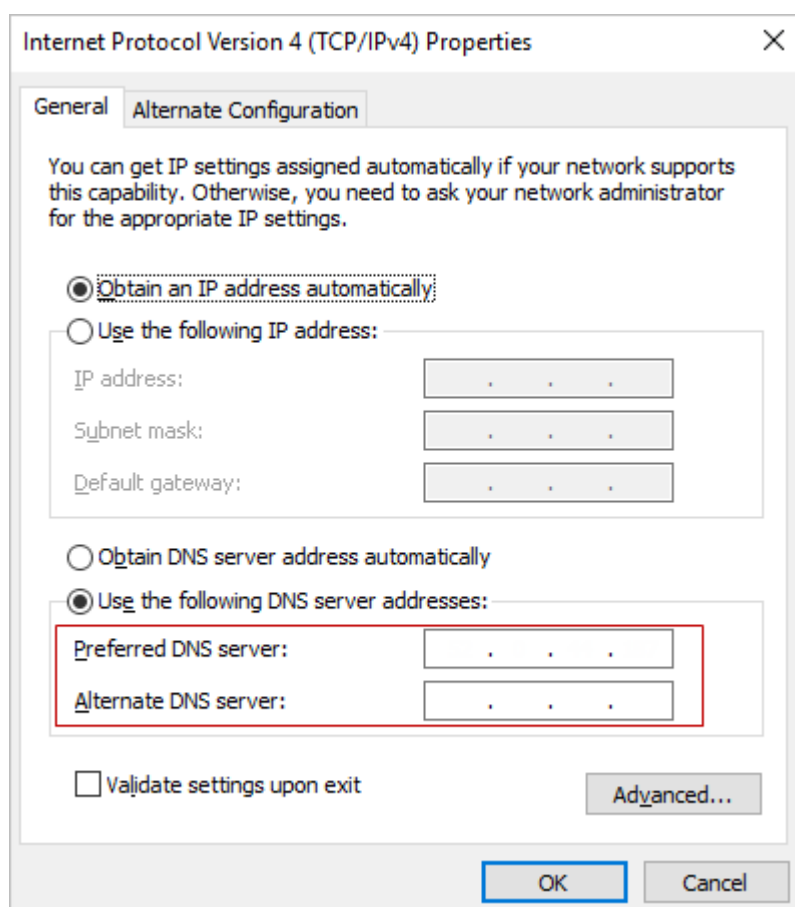 Internet Protocol Version 4 (TCP/IPv4) Properties
General
Alternate Configuration
You can get IP settings assigned automatically if your network supports
this capability. Otherwise, you need to ask your network administrator
for the appropriate IP settings.
Obtain an IP address automatically
Use the following IP address:
IP address:
. . .
Subnet mask:
. . .
Default gateway:
. . .
Obtain DNS server address automatically
Use the following DNS server addresses:
Preferred DNS server:
. . .
Alternate DNS server:
. . .
Validate settings upon exit
Advanced...
OK
Cancel